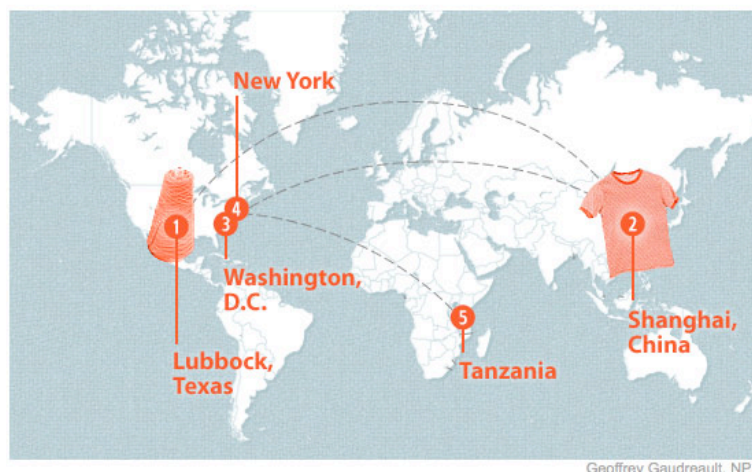 New York
1
4
3
2
Washington,
D.C.
5
Shanghai,
China
Lubbock,
Texas
Tanzania
Geoffrey Gaudreault, NP